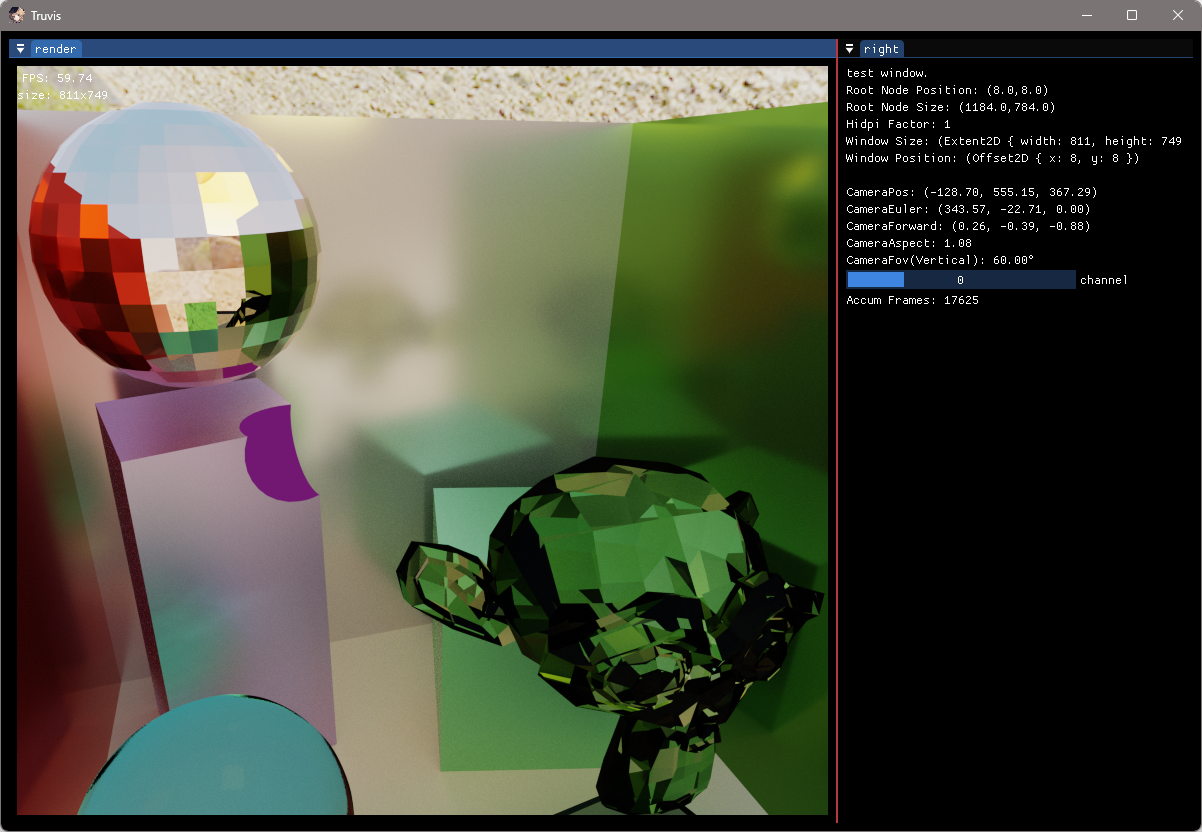 Truvis
render
FPS: 59.74
size: 811x749
right
test window.
Root Node Position: (8.0,8.0)
Root Node Size: (1184.0,784.0)
Hidpi Factor: 1
Window Size: (Extent2D { width: 811, height: 749
Window Position: (Offset2D { x: 8, y: 8 })
CameraPos: (-128.70, 555.15, 367.29)
CameraEuler: (343.57, -22.71, 0.00)
CameraForward: (0.26, -0.39, -0.88)
CameraAspect: 1.08
CameraFov(Vertical): 60.00°
0 channel
Accum Frames: 17625